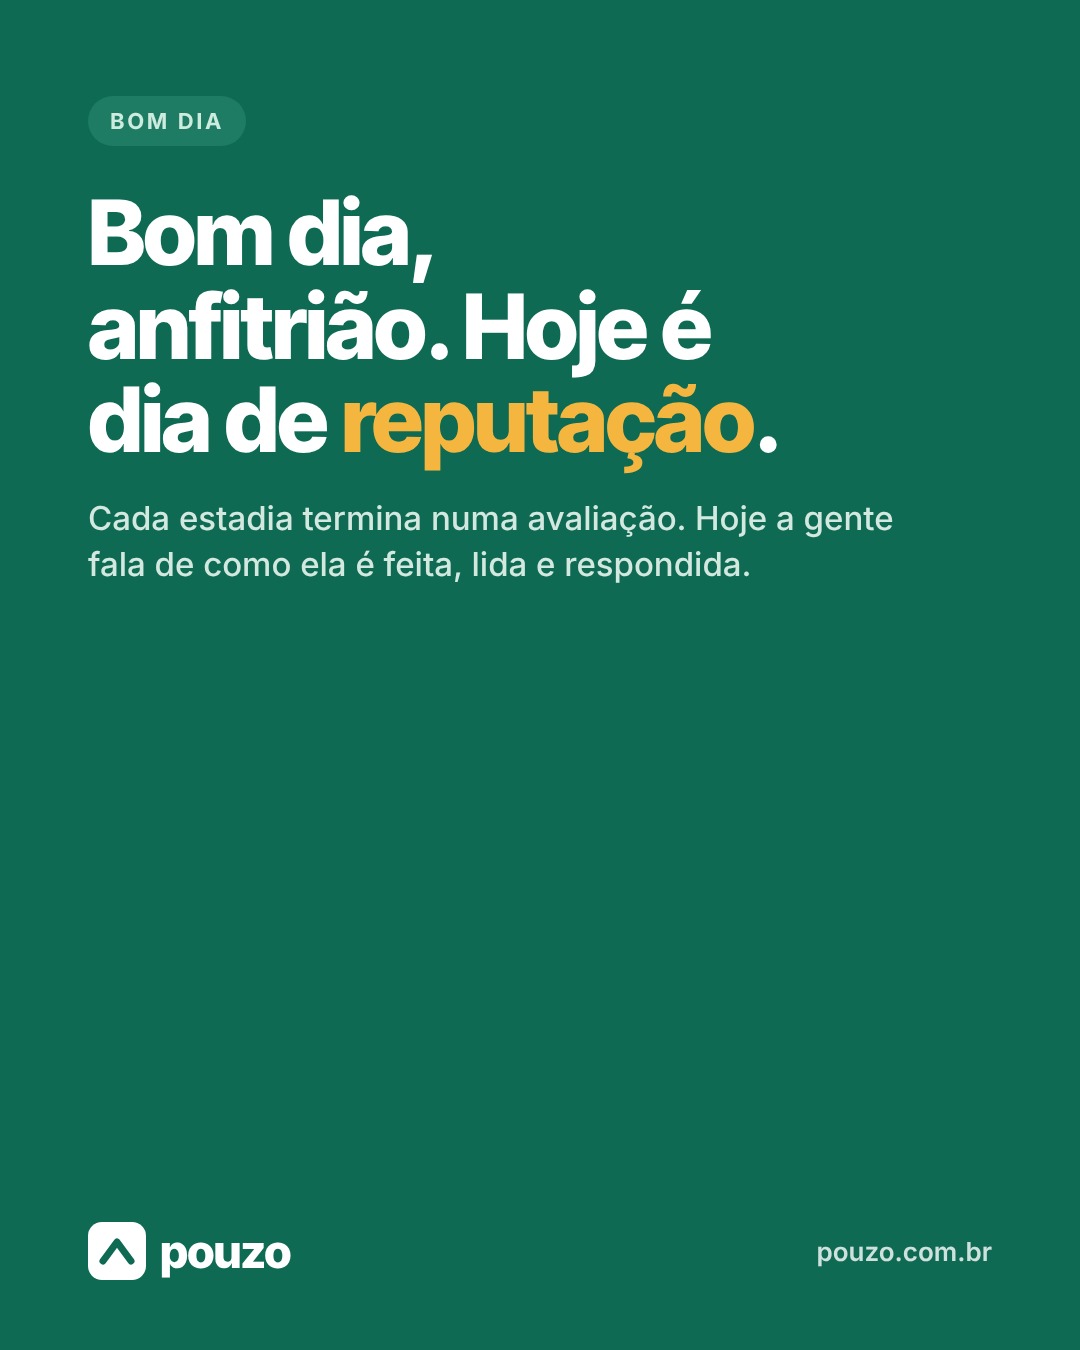 BOM DIA
Bom dia,
anfitrião. Hoje é
dia de reputação.
Cada estadia termina numa avaliação. Hoje a gente
fala de como ela é feita, lida e respondida.
pouzo
pouzo.com.br